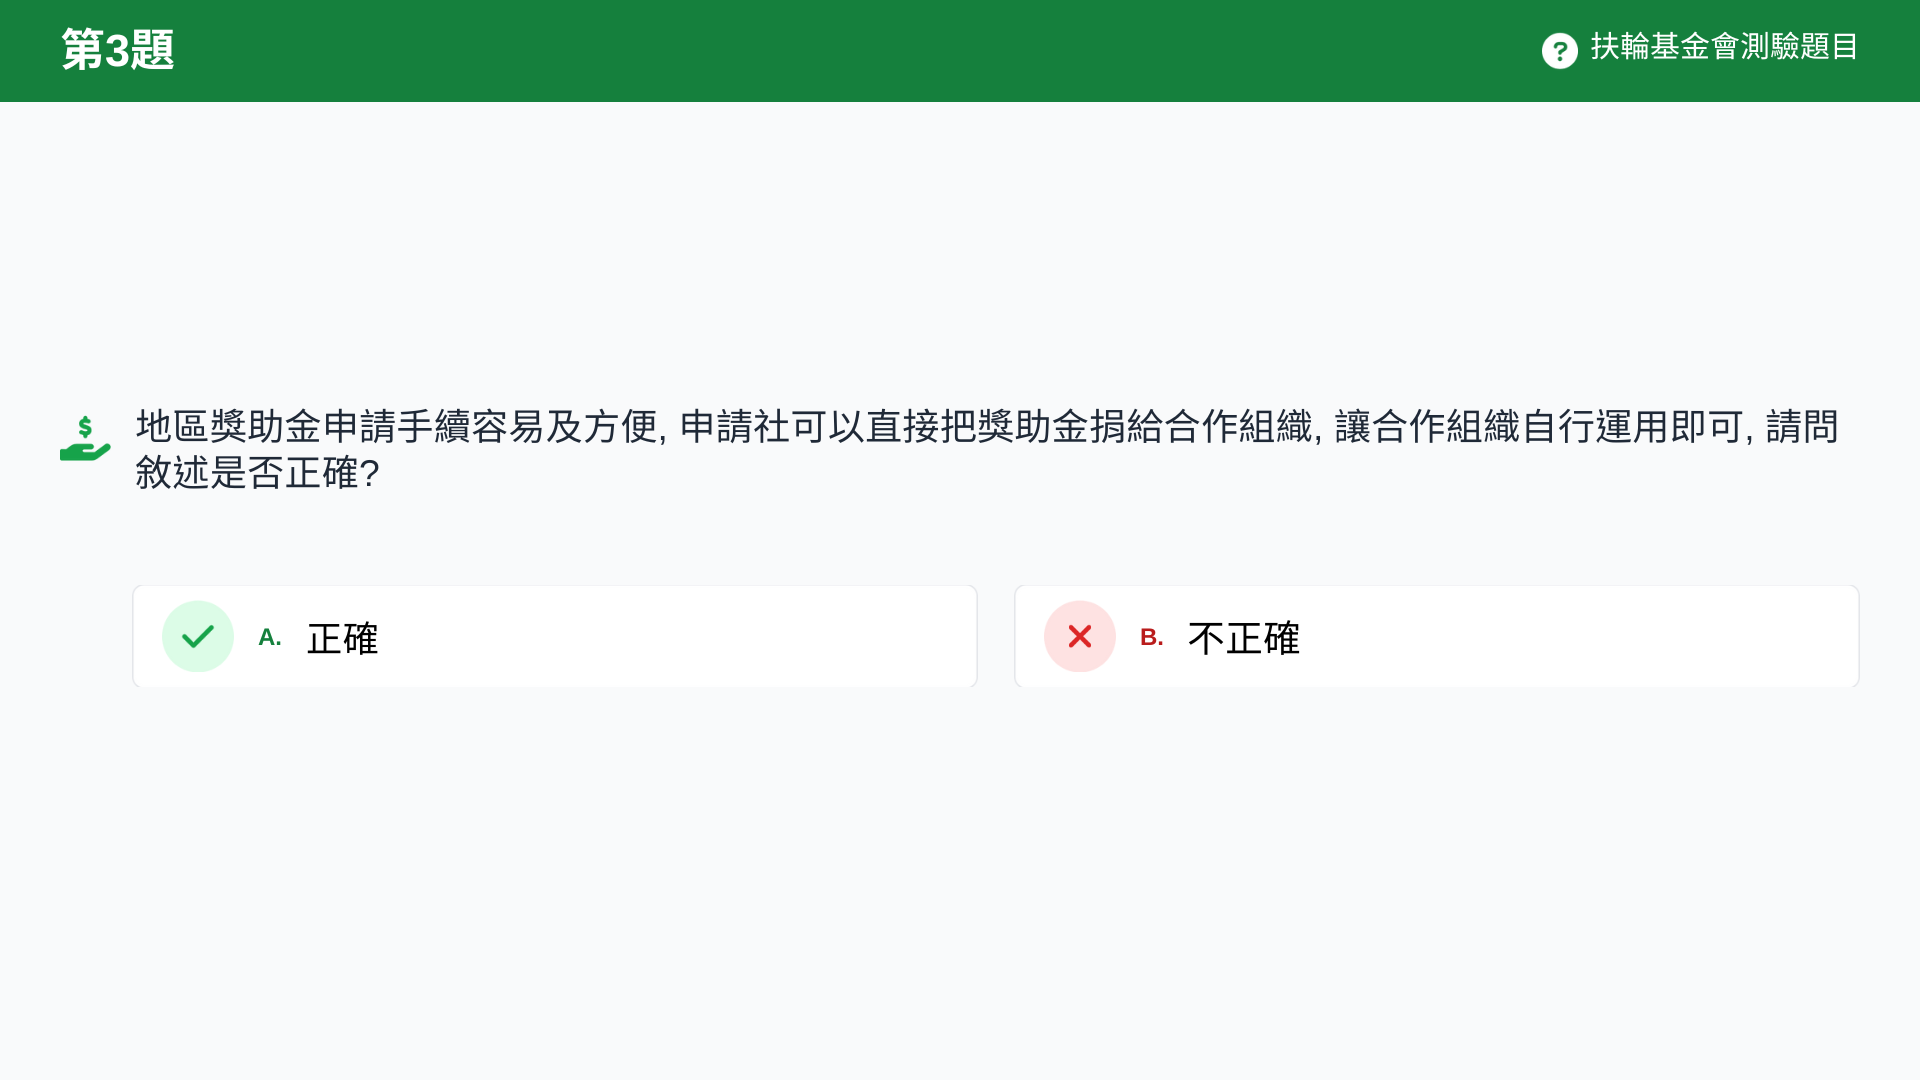 第3題
扶輪基金會測驗題目
地區獎助金申請手續容易及方便, 申請社可以直接把獎助金捐給合作組織, 讓合作組織自行運用即可, 請問
敘述是否正確?
A. 正確
B. 不正確